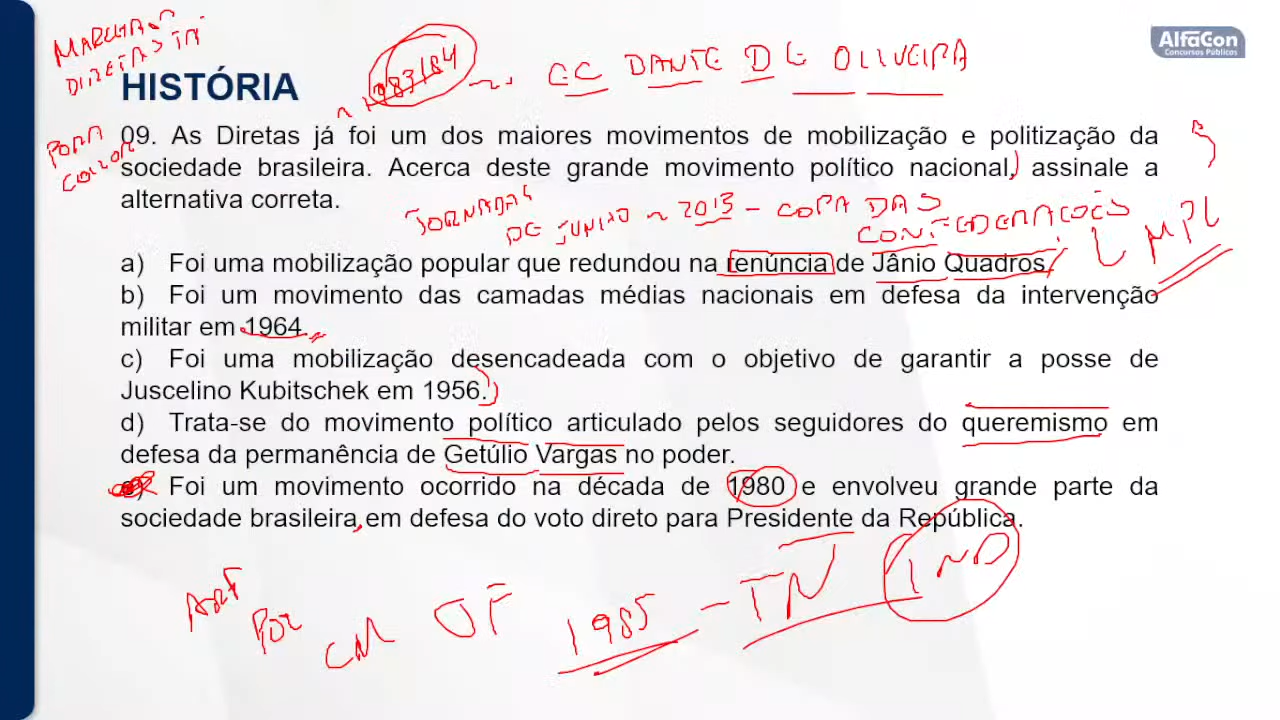 MARCHA
DIRETAS JÁ
AlfaCon
Concursos Públicos
1983/84
EC DANTE DE OLIVEIRA
HISTÓRIA
FORA
COLLOR
09. As Diretas já foi um dos maiores movimentos de mobilização e politização da
sociedade brasileira. Acerca deste grande movimento político nacional, assinale a
alternativa correta.
JORNADAS
DE JUNHO ~ 2013 - COPA DAS
CONFEDERAÇÕES
MPL
a) Foi uma mobilização popular que redundou na renúncia de Jânio Quadros.
b) Foi um movimento das camadas médias nacionais em defesa da intervenção
militar em 1964.
c) Foi uma mobilização desencadeada com o objetivo de garantir a posse de
Juscelino Kubitschek em 1956.
d) Trata-se do movimento político articulado pelos seguidores do queremismo em
defesa da permanência de Getúlio Vargas no poder.
Foi um movimento ocorrido na década de 1980 e envolveu grande parte da
sociedade brasileira em defesa do voto direto para Presidente da República.
1985 - TN IND